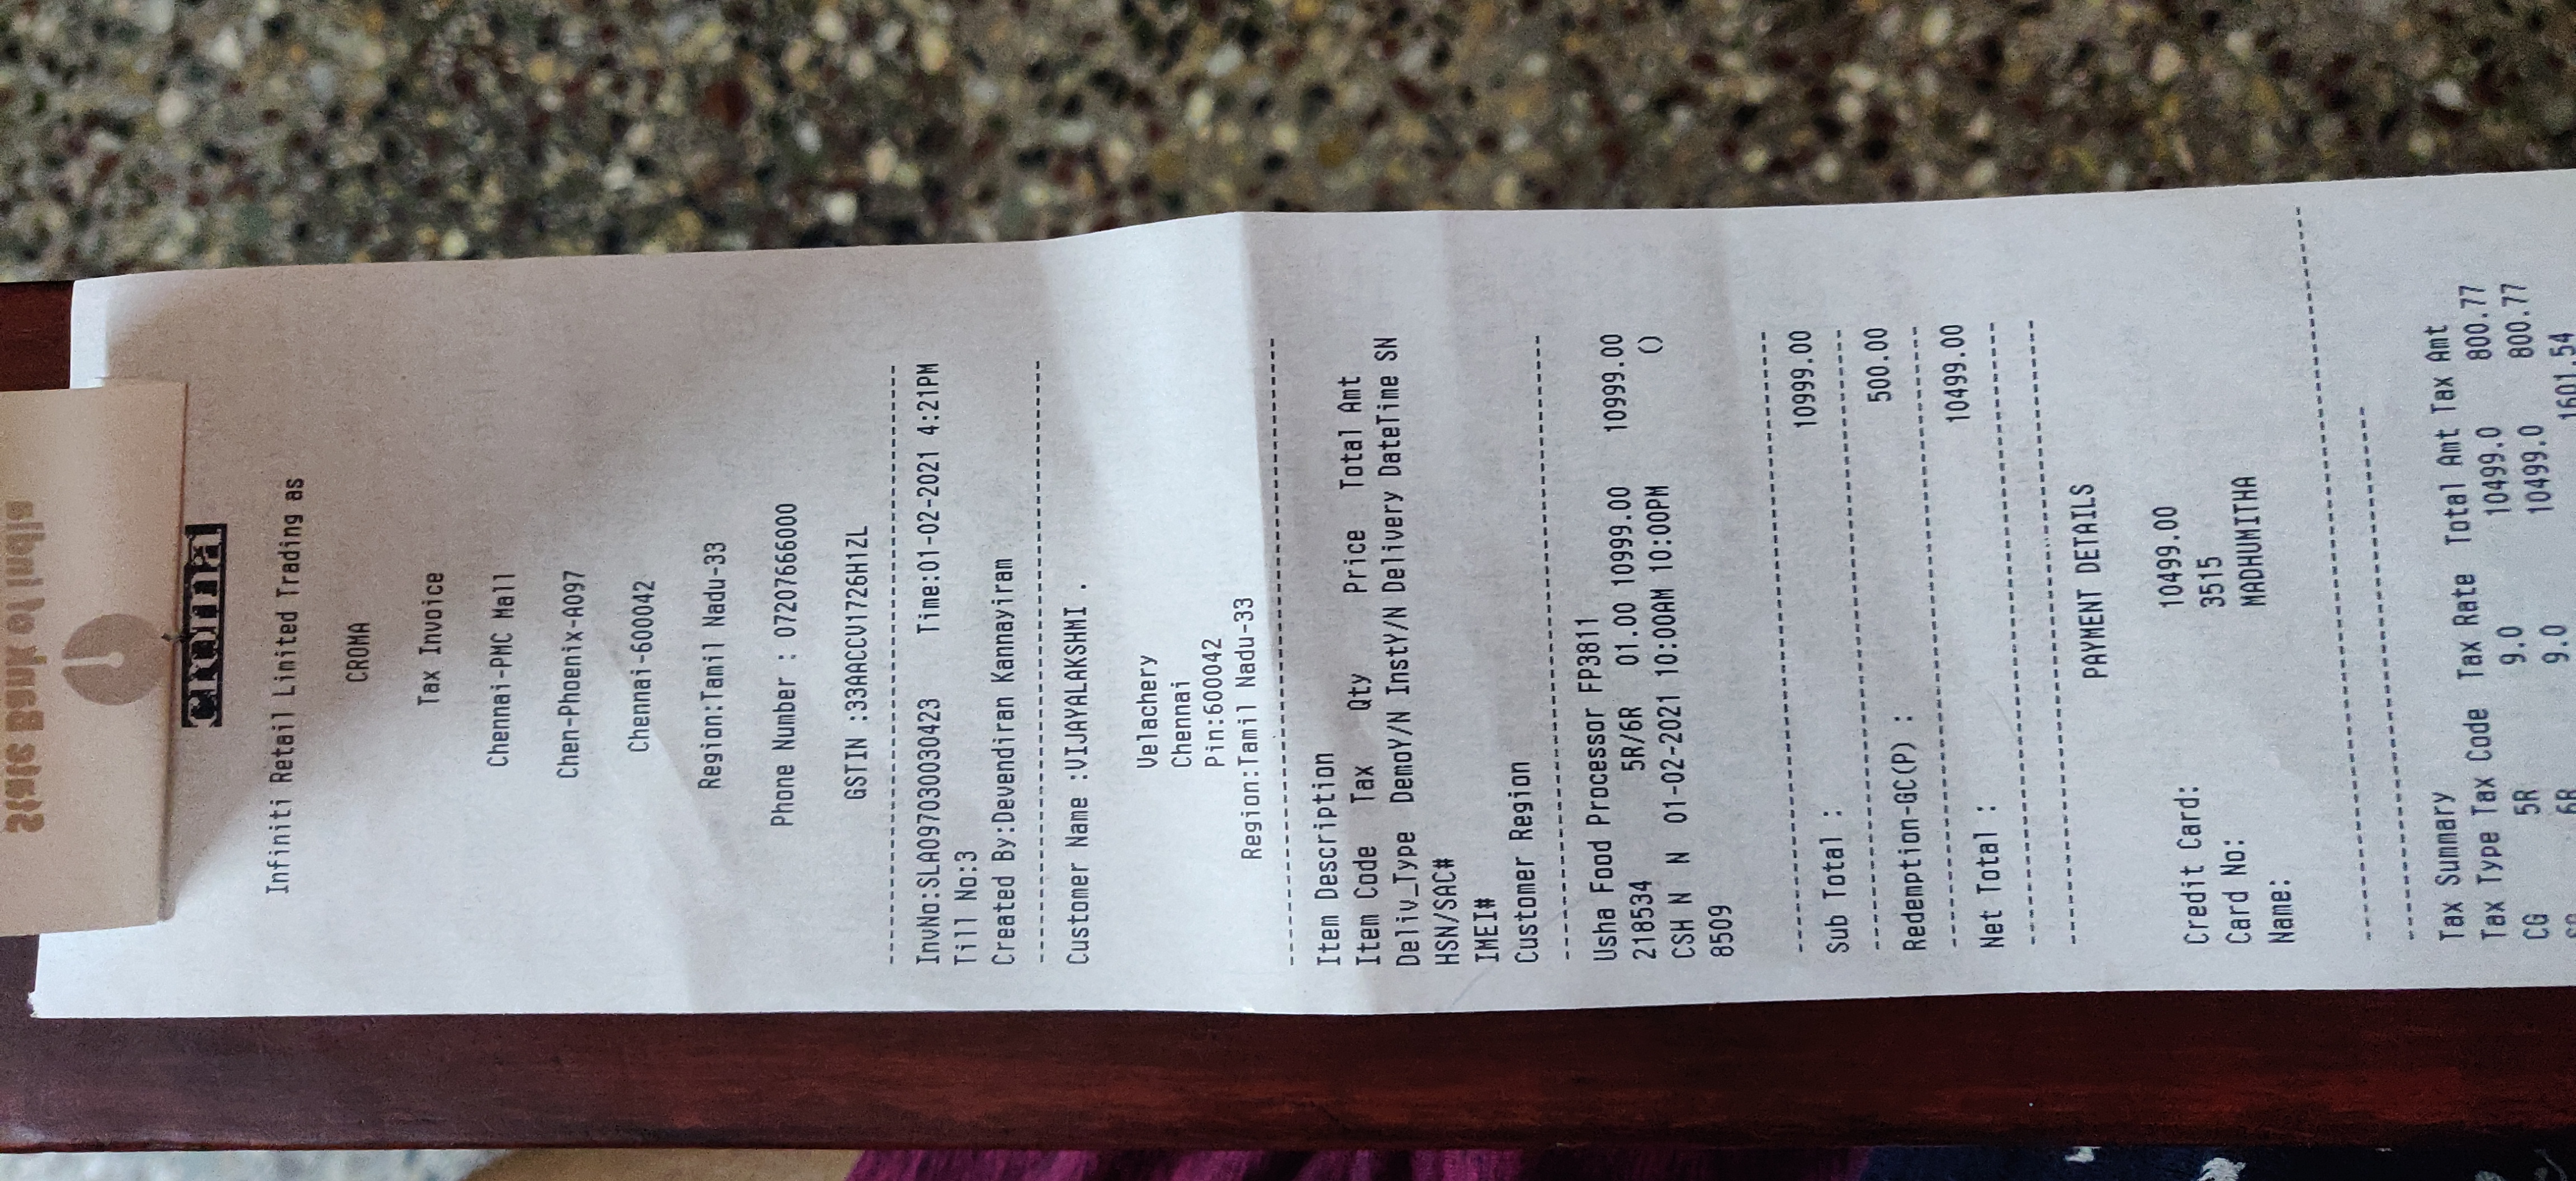 State Bank of India
croma
Infiniti Retail Limited Trading as
CROMA
Tax Invoice
Chennai-PMC Mall
Chen-Phoenix-A097
Chennai-600042
Region:Tamil Nadu-33
Phone Number : 07207666000
GSTIN :33AACCV1726H1ZL
InvNo:SLA097030030423 Time:01-02-2021 4:21PM
Till No:3
Created By:Devendiran Kannayiram
Customer Name :VIJAYALAKSHMI .
Velachery
Chennai
Pin:600042
Region:Tamil Nadu-33
Item Description
Item Code Tax Qty Price Total Amt
Deliv_Type DemoY/N InstY/N Delivery DateTime SN
HSN/SAC#
IMEI#
Customer Region
Usha Food Processor FP3811
218534 5R/6R 01.00 10999.00 10999.00
CSH N N 01-02-2021 10:00AM 10:00PM ()
8509
Sub Total : 10999.00
Redemption-GC(P) : 500.00
Net Total : 10499.00
PAYMENT DETAILS
Credit Card: 10499.00
Card No: 3515
Name: MADHUMITHA
Tax Summary
Tax Type Tax Code Tax Rate Total Amt Tax Amt
CG 5R 9.0 10499.0 800.77
SG 6R 9.0 10499.0 800.77
1601.54